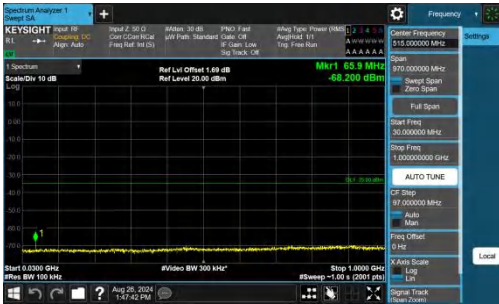 Spectrum Analyzer 1
Swept SA
Frequency
KEYSIGHT
Input: RF
Coupling: DC
Align: Auto
Input Z: 50 Ω
Corr CCorr RCal
Freq Ref: Int (S)
#Atten: 30 dB
µW Path: Standard
PNO: Fast
Gate: Off
IF Gain: Low
Sig Track: Off
#Avg Type: Power (RMS)
Avg|Hold: 1/1
Trig: Free Run
1 2 3 4 5 6
A W W W W W
A A A A A A
1 Spectrum
Scale/Div 10 dB
Log
Ref Lvl Offset 1.69 dB
Ref Level 20.00 dBm
Mkr1 65.9 MHz
-68.200 dBm
10.0
0.00
-10.0
-20.0
-30.0
-40.0
-50.0
-60.0
-70.0
1
Start 0.0300 GHz
#Res BW 100 kHz
#Video BW 300 kHz*
Stop 1.0000 GHz
#Sweep ~1.00 s (2001 pts)
Aug 26, 2024
1:47:42 PM
Center Frequency
515.000000 MHz
Span
970.000000 MHz
Swept Span
Zero Span
Full Span
Start Freq
30.000000 MHz
Stop Freq
1.000000000 GHz
AUTO TUNE
CF Step
97.000000 MHz
Auto
Man
Freq Offset
0 Hz
X Axis Scale
Log
Lin
Signal Track
(Span Zoom)
Settings
Local